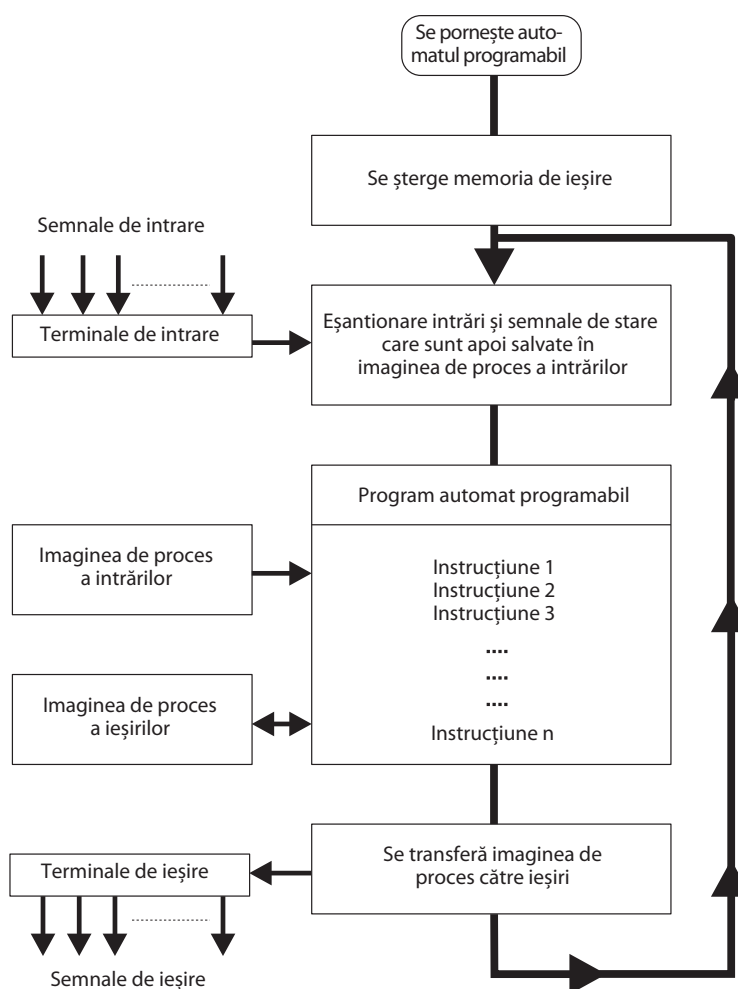 Se pornește auto-
matul programabil
Se șterge memoria de ieșire
Semnale de intrare
Terminale de intrare
Eșantionare intrări și semnale de stare
care sunt apoi salvate în
imaginea de proces a intrărilor
Program automat programabil
Imaginea de proces
a intrărilor
Instrucțiune 1
Instrucțiune 2
Instrucțiune 3
....
....
....
Imaginea de proces
a ieșirilor
Instrucțiune n
Terminale de ieșire
Se transferă imaginea de
proces către ieșiri
Semnale de ieșire